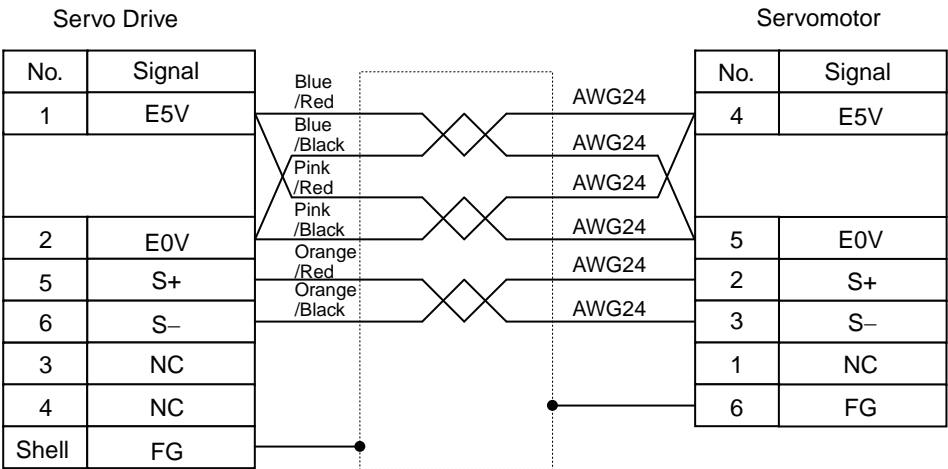 Servo Drive Servomotor
No. Signal No. Signal
Blue
/Red AWG24
1 E5V 4 E5V
Blue
/Black AWG24
Pink
/Red AWG24
Pink
/Black AWG24
2 E0V 5 E0V
Orange
/Red AWG24
5 S+ 2 S+
Orange
/Black AWG24
6 S− 3 S−
3 NC 1 NC
4 NC 6 FG
Shell FG